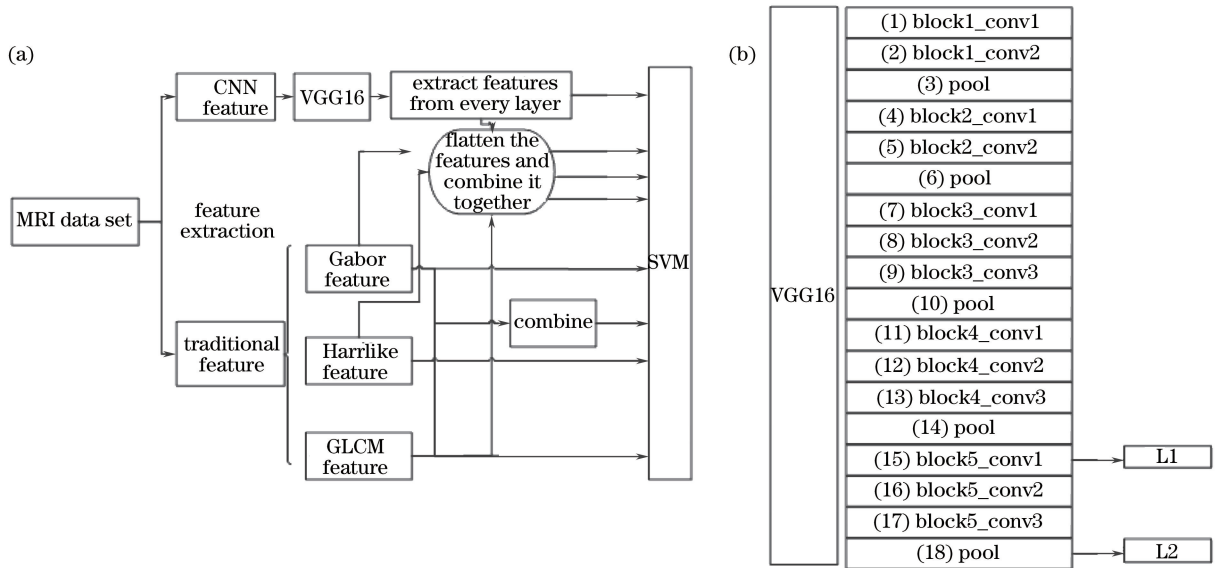 (a)
CNN
feature
VGG16
extract features
from every layer
flatten the
features and
combine it
together
MRI data set
feature
extraction
Gabor
feature
SVM
combine
traditional
feature
Harrlike
feature
GLCM
feature
(b)
VGG16
(1) block1_conv1
(2) block1_conv2
(3) pool
(4) block2_conv1
(5) block2_conv2
(6) pool
(7) block3_conv1
(8) block3_conv2
(9) block3_conv3
(10) pool
(11) block4_conv1
(12) block4_conv2
(13) block4_conv3
(14) pool
(15) block5_conv1
L1
(16) block5_conv2
(17) block5_conv3
(18) pool
L2